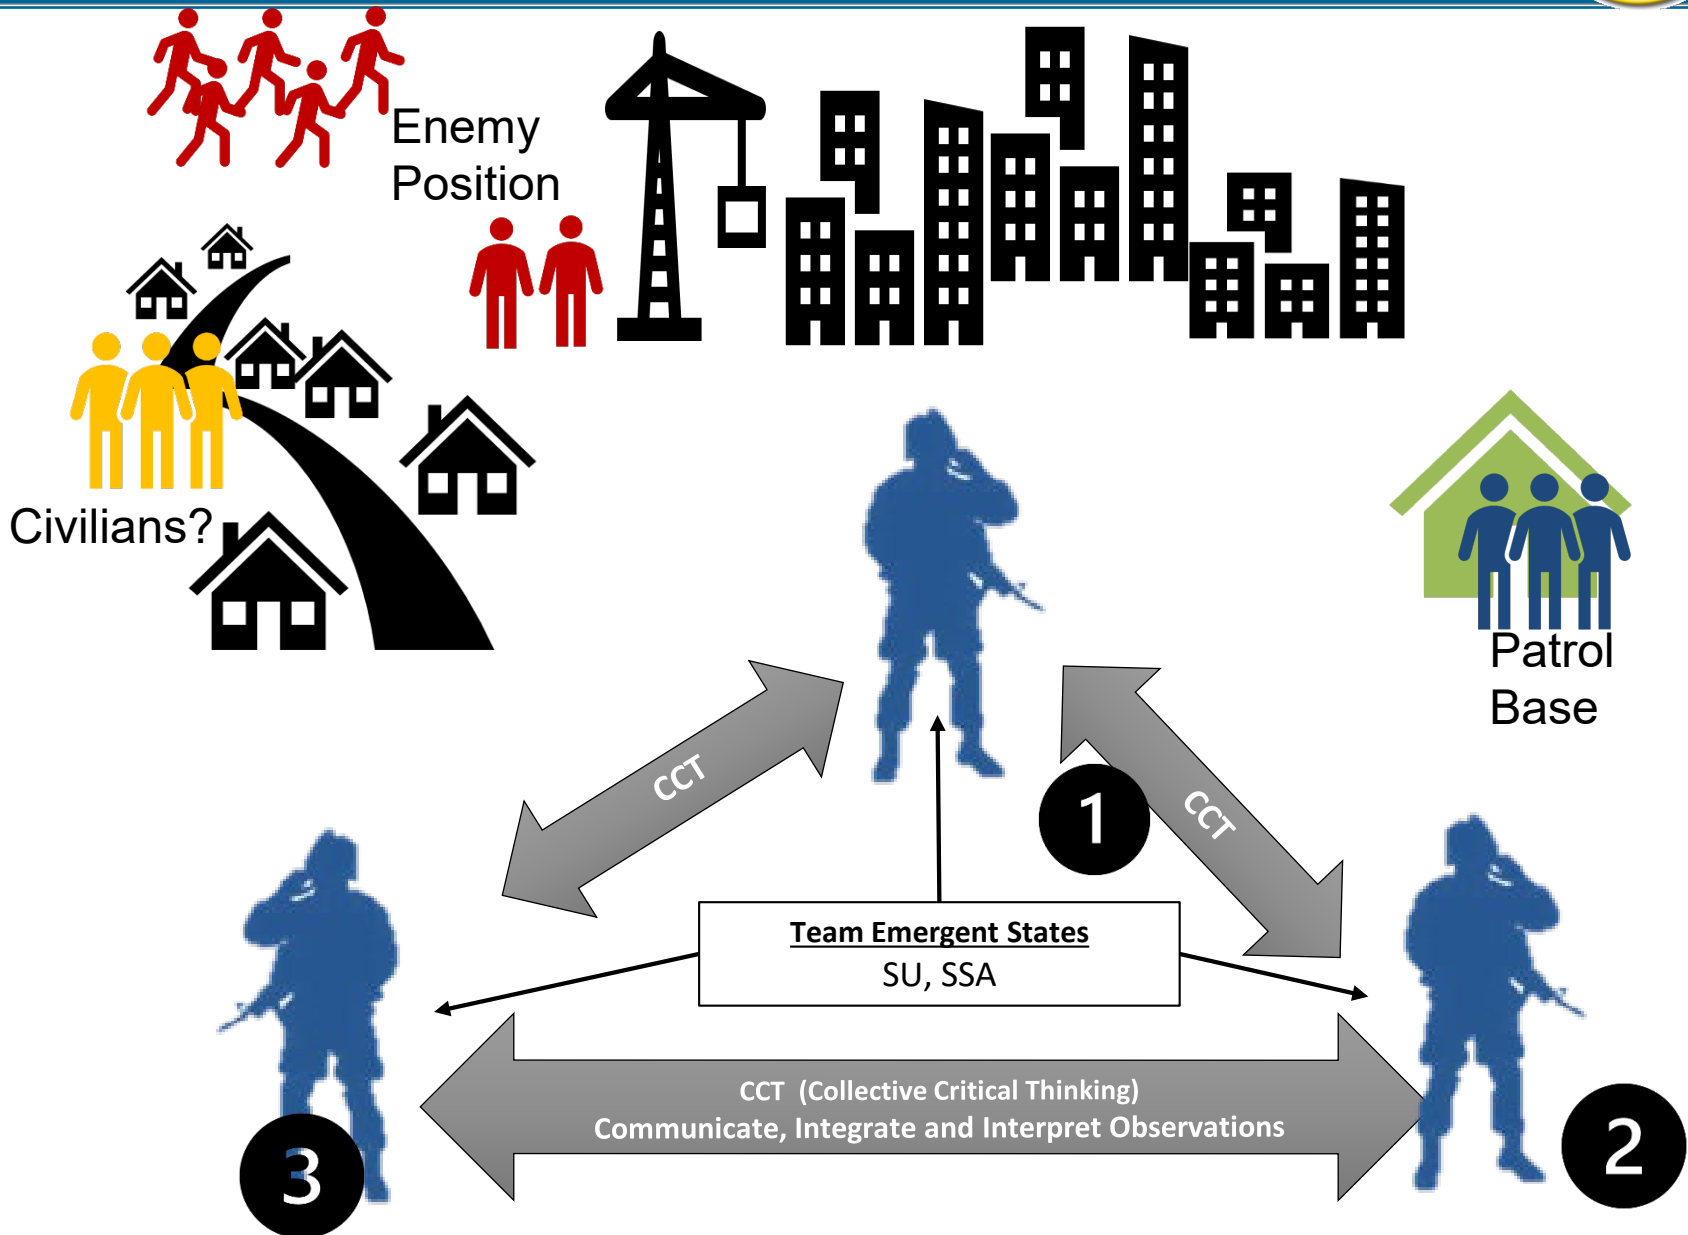 Enemy
Position
Civilians?
Patrol
Base
CCT
1
CCT
Team Emergent States
SU, SSA
CCT  (Collective Critical Thinking)
Communicate, Integrate and Interpret Observations
3
2